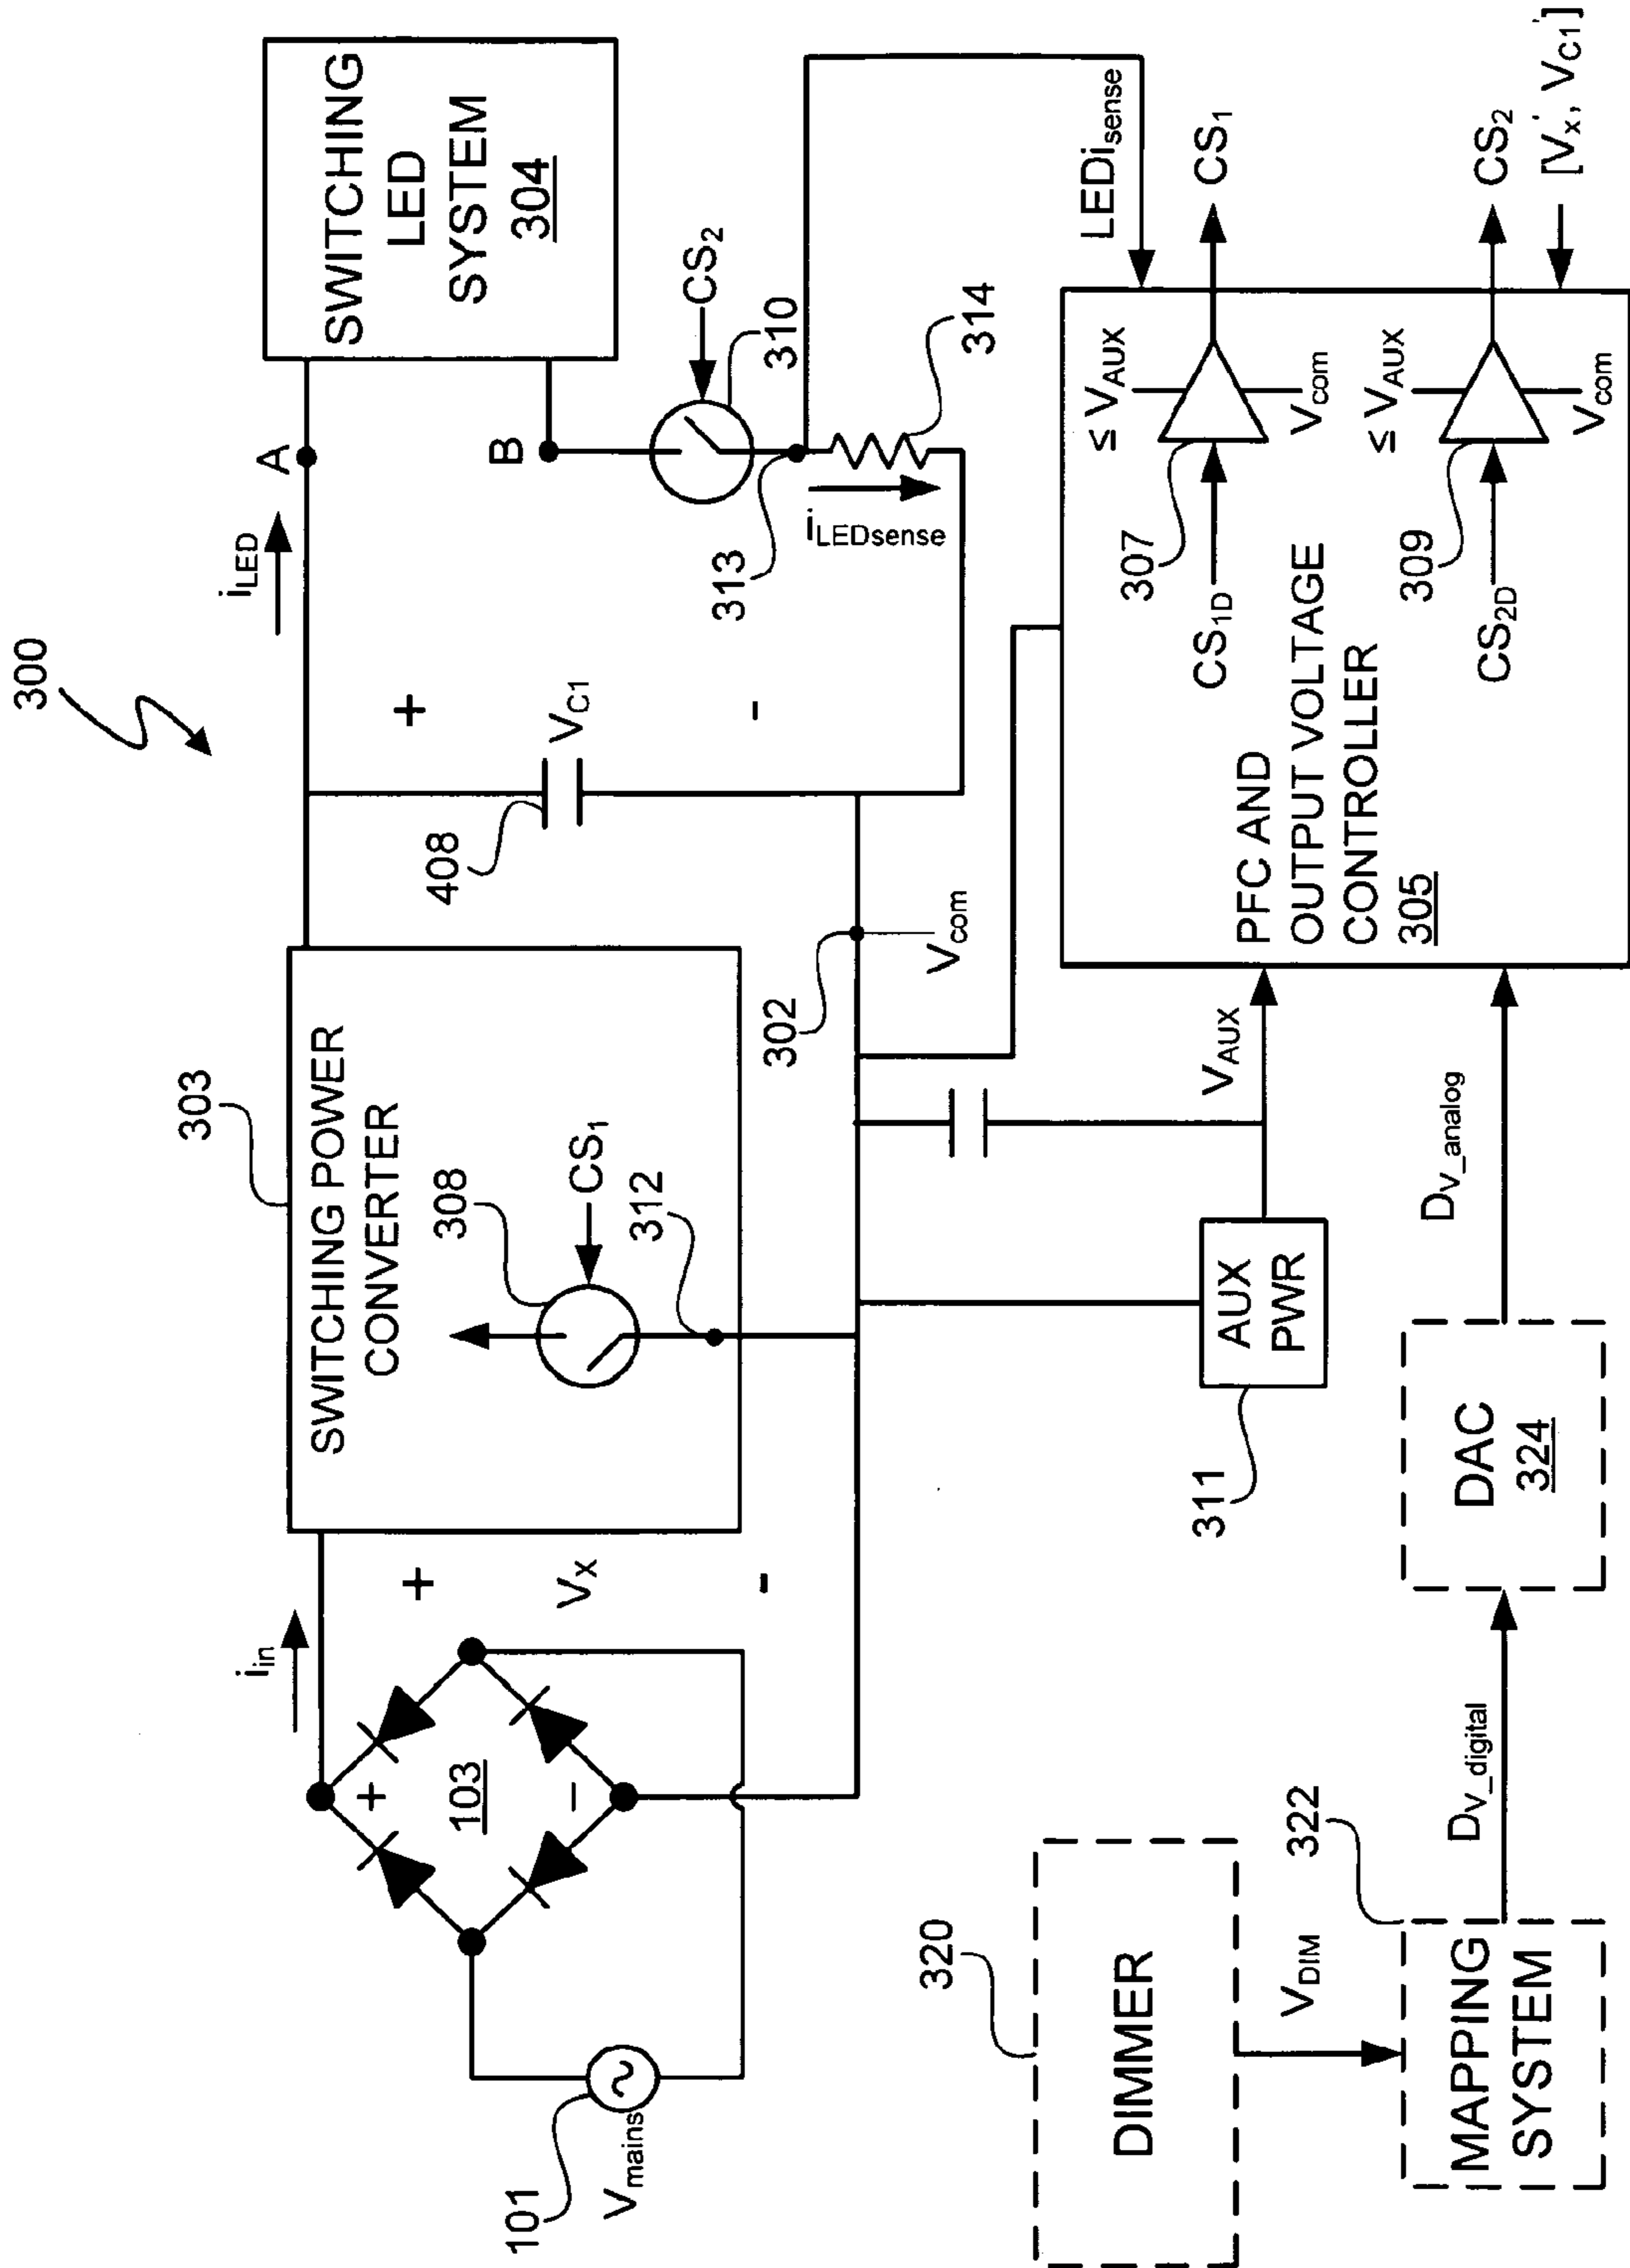 300
303
SWITCHING POWER
CONVERTER
308
CS1
312
iin
+
VX
-
+
103
−
101
Vmains
iLED
A
SWITCHING
LED
SYSTEM
304
B
CS2
310
313
314
iLEDsense
LEDisense
+
VC1
-
408
302
Vcom
311
AUX
PWR
VAUX
PFC AND
OUTPUT VOLTAGE
CONTROLLER
305
≤ VAUX
307
CS1D
CS1
Vcom
≤ VAUX
309
CS2D
CS2
Vcom
[Vx', VC1']
320
DIMMER
VDIM
322
MAPPING
SYSTEM
DV_digital
DAC
324
DV_analog